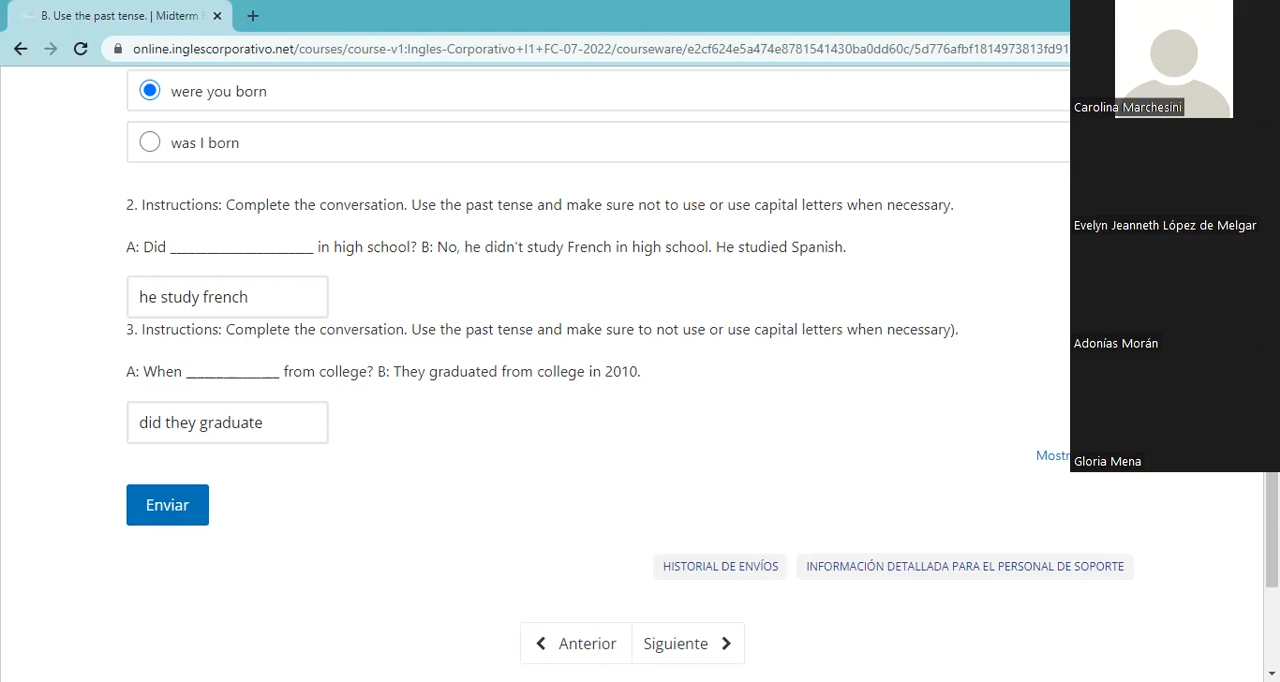 B. Use the past tense. | Midterm
online.inglescorporativo.net/courses/course-v1:Ingles-Corporativo+I1+FC-07-2022/courseware/e2cf624e5a474e8781541430ba0dd60c/5d776afbf1814973813fd91
Carolina Marchesini
were you born
was I born
2. Instructions: Complete the conversation. Use the past tense and make sure not to use or use capital letters when necessary.
Evelyn Jeanneth López de Melgar
A: Did ____________________ in high school? B: No, he didn't study French in high school. He studied Spanish.
he study french
3. Instructions: Complete the conversation. Use the past tense and make sure to not use or use capital letters when necessary).
Adonías Morán
A: When _____________ from college? B: They graduated from college in 2010.
did they graduate
Mostr
Gloria Mena
Enviar
HISTORIAL DE ENVÍOS INFORMACIÓN DETALLADA PARA EL PERSONAL DE SOPORTE
Anterior Siguiente